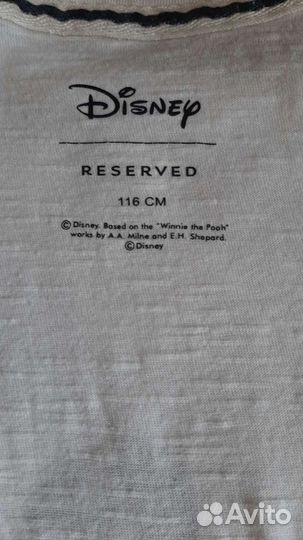 Disney
RESERVED
116 CM
©Disney. Based on the "Winnie the Pooh"
works by A.A. Milne and E.H. Shepard.
©Disney
Avito